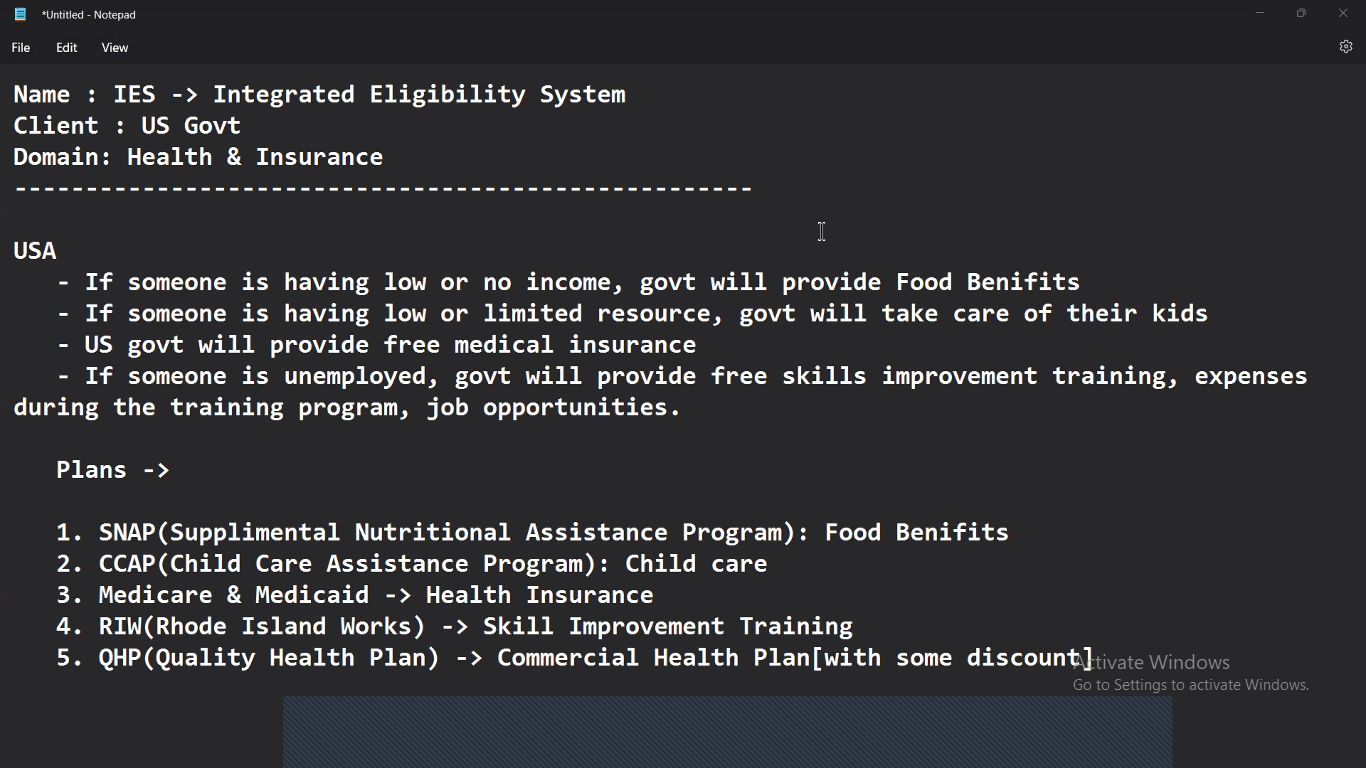 *Untitled - Notepad
File Edit View
Name : IES -> Integrated Eligibility System
Client : US Govt
Domain: Health & Insurance
----------------------------------------------------
USA
- If someone is having low or no income, govt will provide Food Benifits
- If someone is having low or limited resource, govt will take care of their kids
- US govt will provide free medical insurance
- If someone is unemployed, govt will provide free skills improvement training, expenses
during the training program, job opportunities.
Plans ->
1. SNAP(Supplimental Nutritional Assistance Program): Food Benifits
2. CCAP(Child Care Assistance Program): Child care
3. Medicare & Medicaid -> Health Insurance
4. RIW(Rhode Island Works) -> Skill Improvement Training
5. QHP(Quality Health Plan) -> Commercial Health Plan[with some discount]
Activate Windows
Go to Settings to activate Windows.